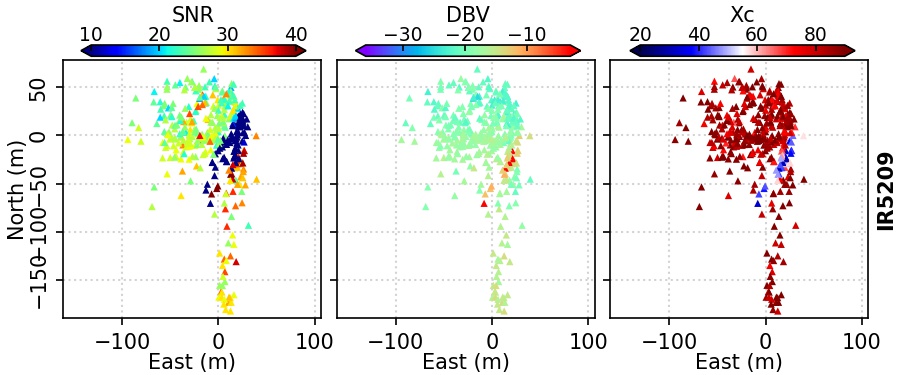 SNR DBV Xc
10 20 30 40 −30 −20 −10 20 40 60 80
50
0
−50
−100
−150
North (m)
IR5209
−100 0 100 −100 0 100 −100 0 100
East (m) East (m) East (m)